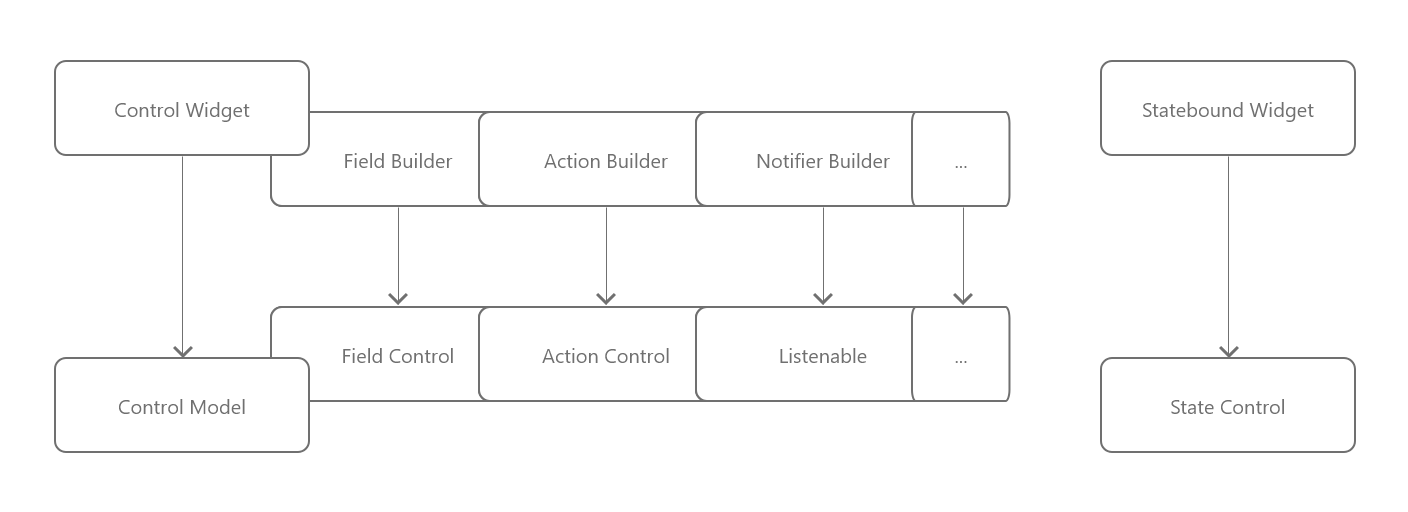 Control Widget
Statebound Widget
Field Builder
Action Builder
Notifier Builder
...
Field Control
Action Control
Listenable
...
Control Model
State Control